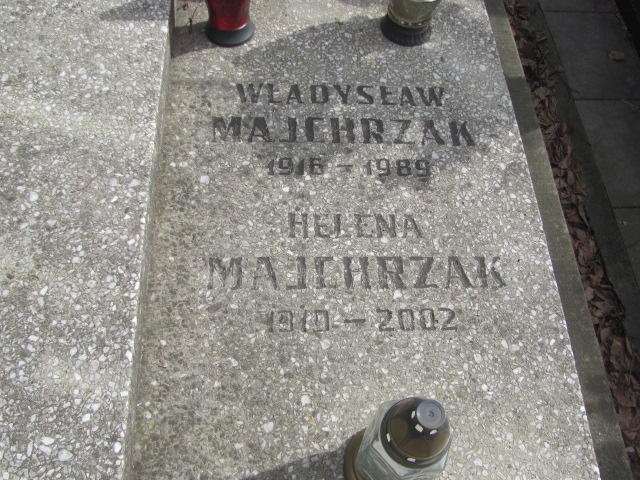 WŁADYSŁAW
MAJCHRZAK
1916 - 1989
HELENA
MAJCHRZAK
1910 - 2002